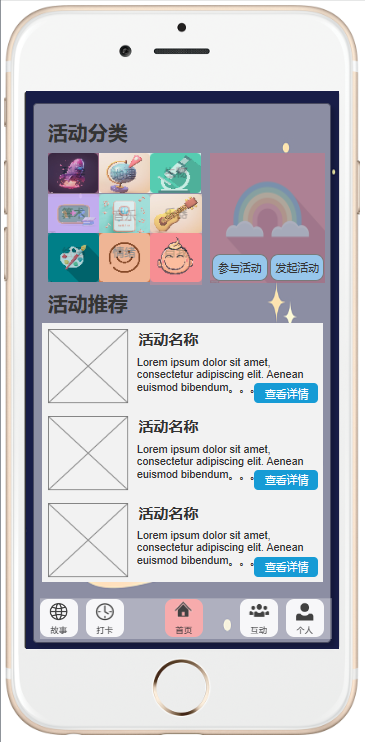 活动分类
美术
音乐
参与活动
发起活动
活动推荐
活动名称
Lorem ipsum dolor sit amet,
consectetur adipiscing elit. Aenean
euismod bibendum。。。
查看详情
活动名称
Lorem ipsum dolor sit amet,
consectetur adipiscing elit. Aenean
euismod bibendum。。。
查看详情
活动名称
Lorem ipsum dolor sit amet,
consectetur adipiscing elit. Aenean
euismod bibendum。。。
查看详情
故事
打卡
首页
互动
个人